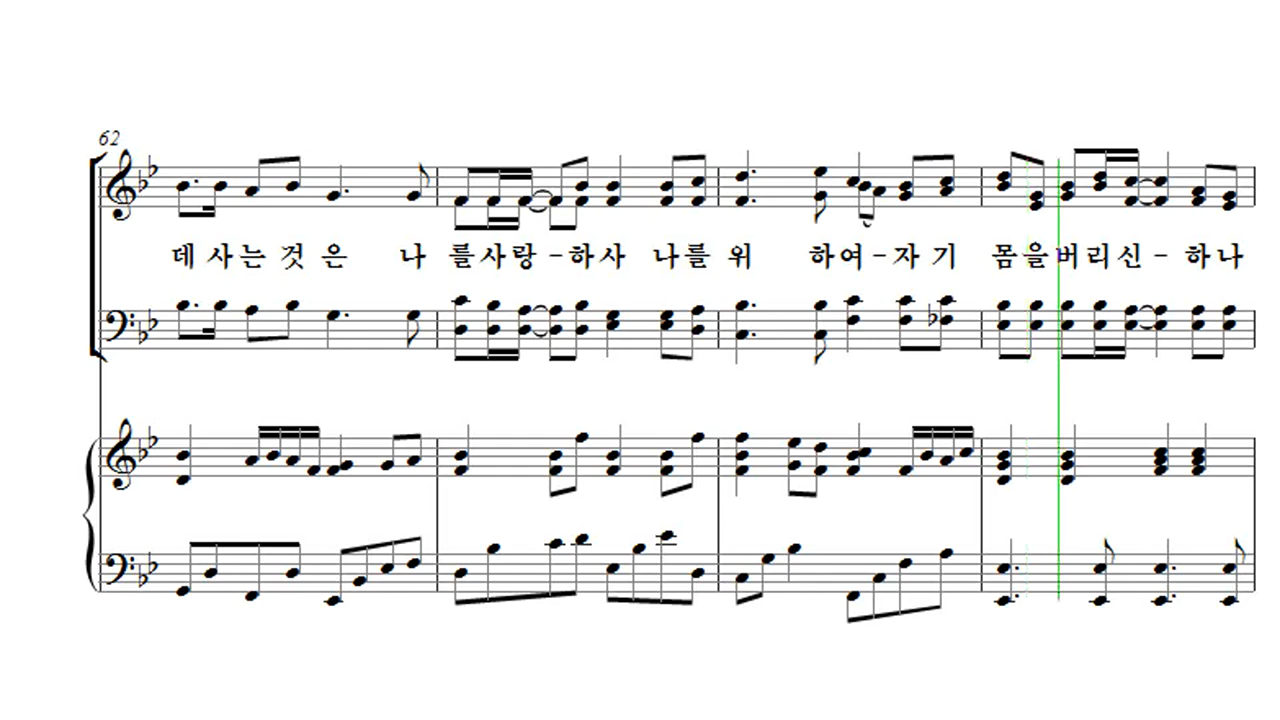 62
데 사 는 것 은 나 를 사 랑 - 하 사 나 를 위 하 여 - 자 기 몸 을 버 리 신 - 하 나